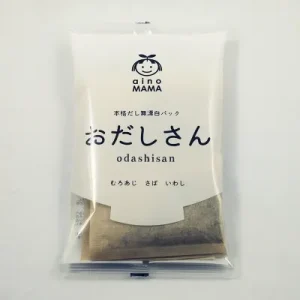 aino
MAMA
本格だし無漂白パック
おだしさん
odashisan
むろあじ さば いわし